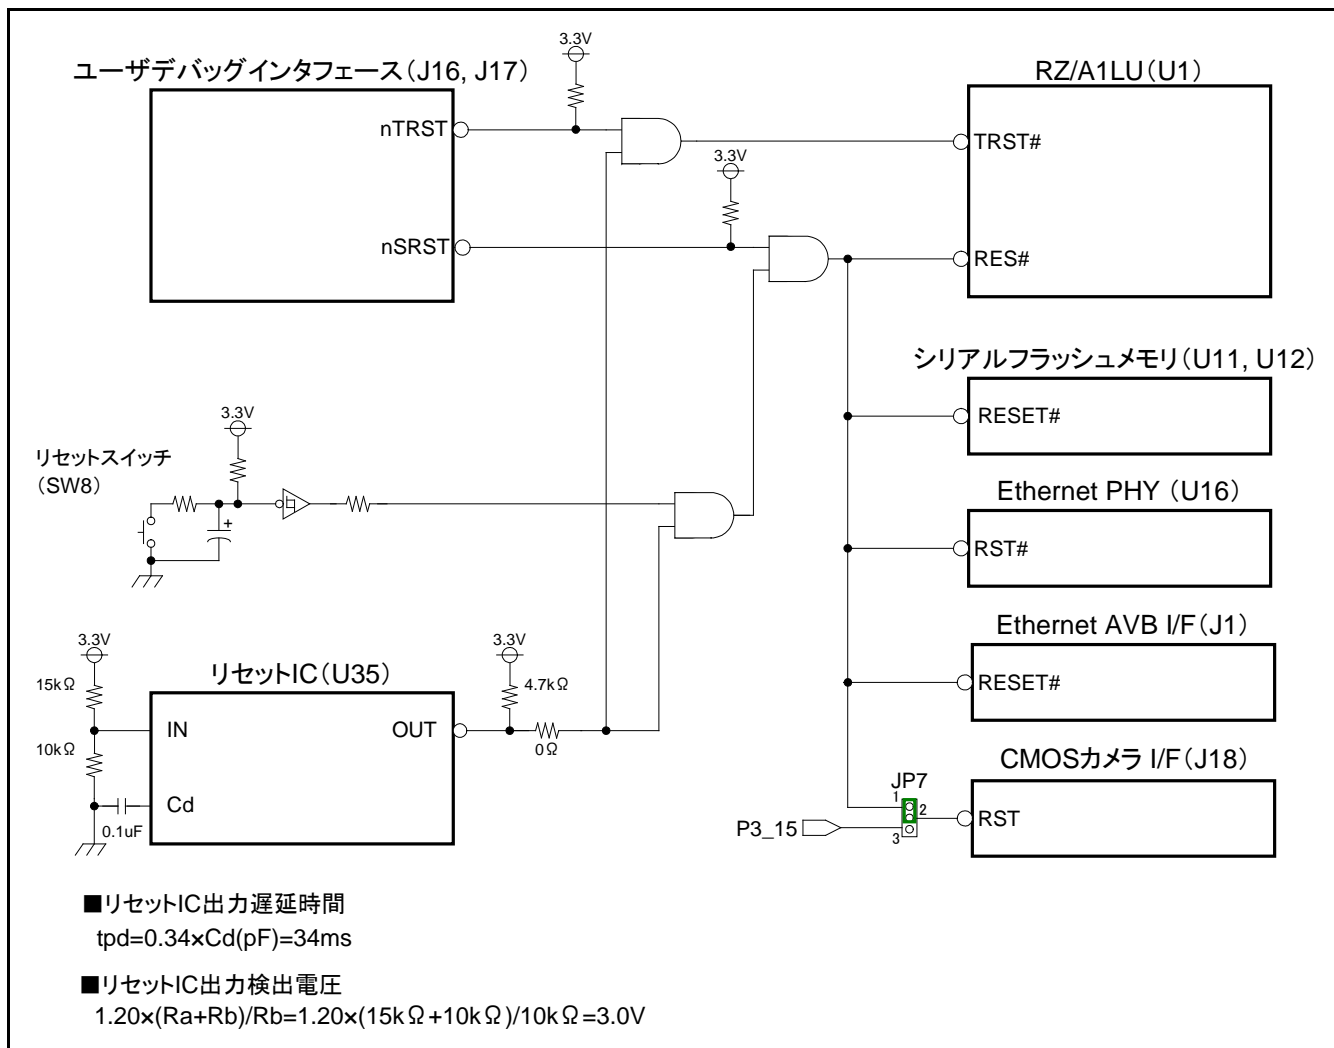 3.3V
ユーザデバッグインタフェース(J16, J17)
RZ/A1LU(U1)
nTRST
TRST#
3.3V
nSRST
RES#
シリアルフラッシュメモリ(U11, U12)
RESET#
3.3V
リセットスイッチ
(SW8)
+
Ethernet PHY (U16)
RST#
Ethernet AVB I/F(J1)
RESET#
3.3V
15kΩ
10kΩ
0.1uF
リセットIC(U35)
IN
OUT
Cd
3.3V
4.7kΩ
0Ω
CMOSカメラ I/F(J18)
JP7
1
2
3
P3_15
RST
■リセットIC出力遅延時間
tpd=0.34×Cd(pF)=34ms
■リセットIC出力検出電圧
1.20×(Ra+Rb)/Rb=1.20×(15kΩ+10kΩ)/10kΩ=3.0V